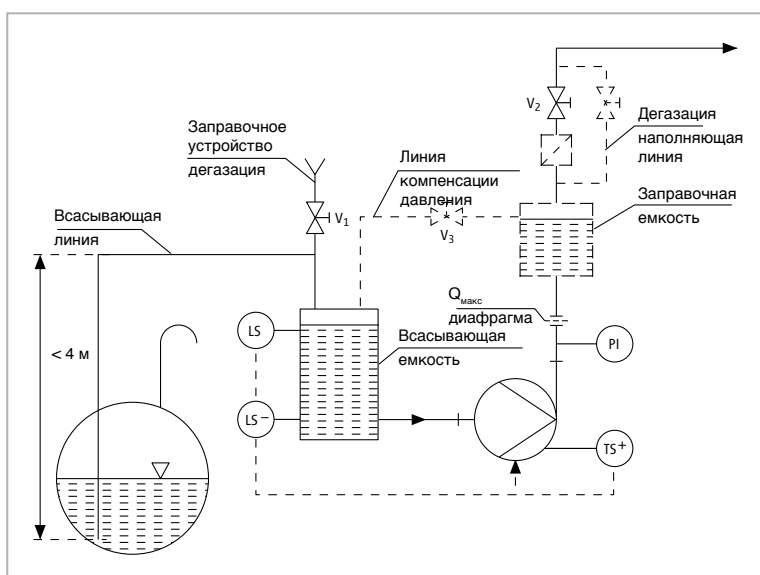 V2
Дегазация
наполняющая
линия
Заправочное
устройство
дегазация
Линия
компенсации
давления
Заправочная
емкость
V1
V3
Всасывающая
линия
Qмакс
диафрагма
LS
Всасывающая
емкость
PI
< 4 м
LS−
TS+